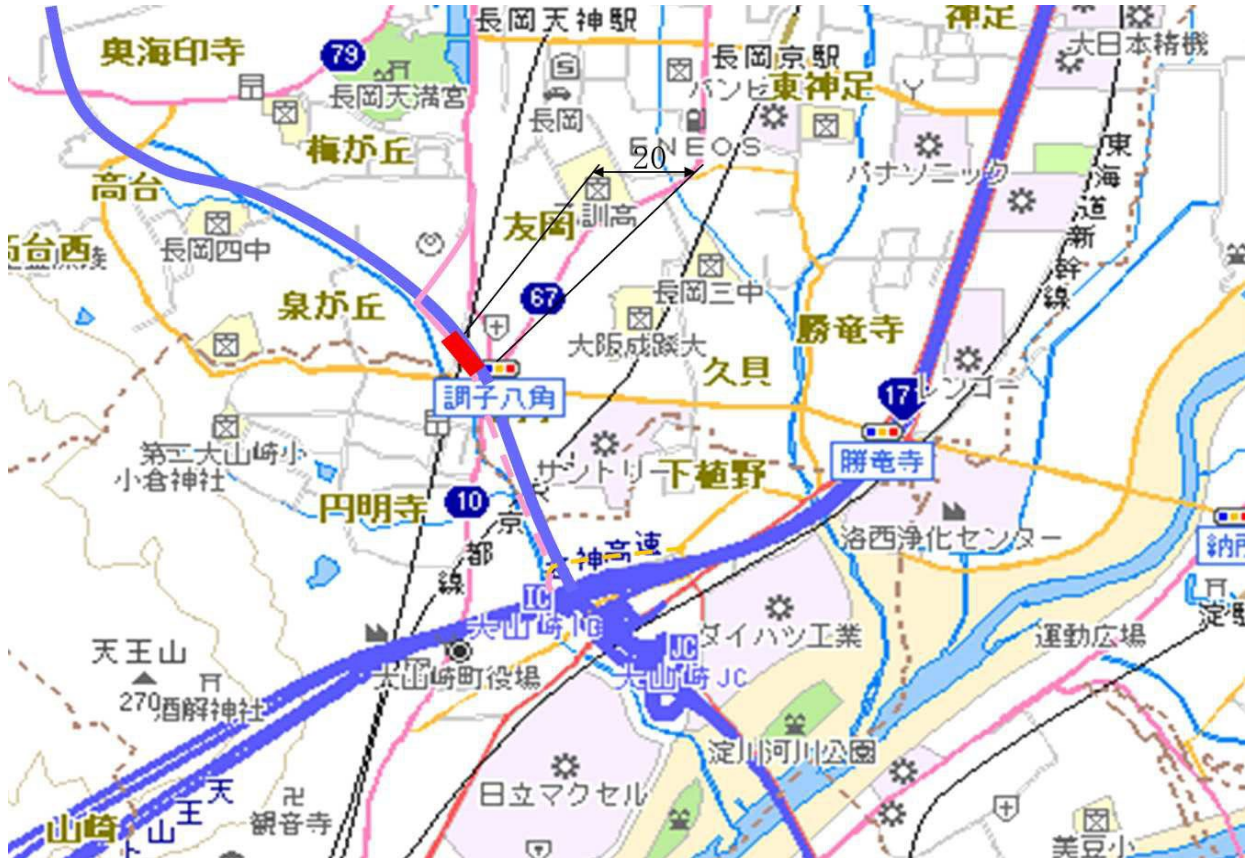 長岡天神駅
神足
奥海印寺
79
大日本精機
長岡京駅
バンビ
東神足
長岡天満宮
長岡
ENEOS
梅が丘
20
東海道新幹線
パナソニック
高台
友岡
訓高
長岡四中
高台西
67
長岡三中
泉が丘
勝竜寺
大阪成蹊大
久貝
調子八角
171
レンゴー
第二大山崎小
サントリー
下植野
勝竜寺
小倉神社
円明寺
10
京都線
洛西浄化センター
納所
名神高速
IC
大山崎IC
ダイハツ工業
運動広場
淀駅
JC
大山崎JC
天王山
大山崎町役場
270
酒解神社
淀川河川公園
日立マクセル
天王山ト
山崎
観音寺
美豆小